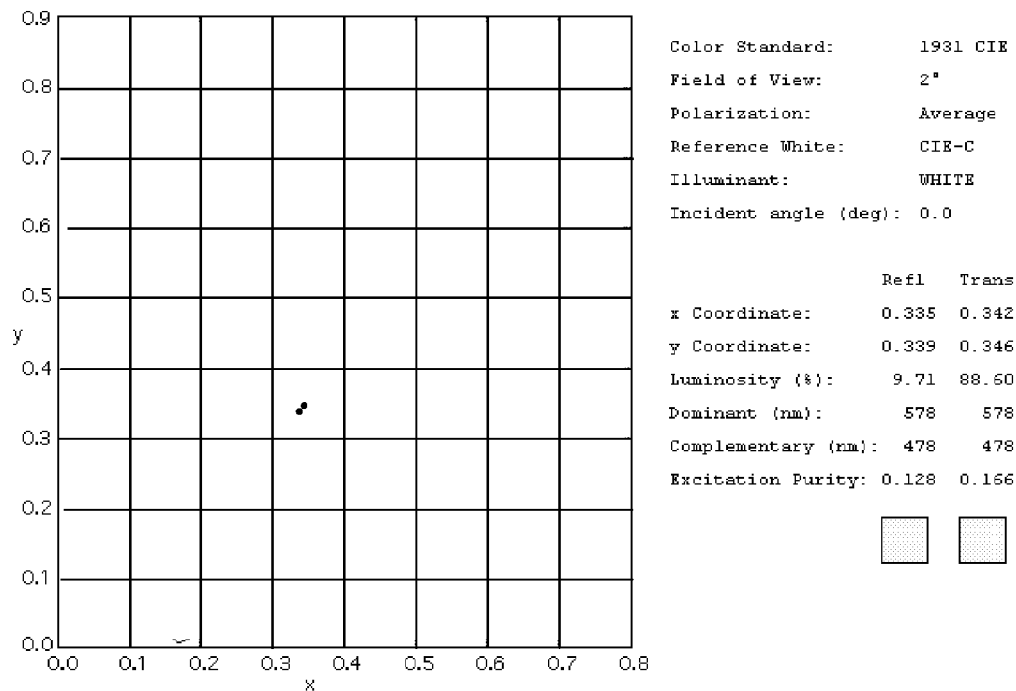 0.9
0.8
0.7
0.6
0.5
y
0.4
0.3
0.2
0.1
0.0
0.0 0.1 0.2 0.3 0.4 0.5 0.6 0.7 0.8
x
Color Standard: 1931 CIE
Field of View: 2°
Polarization: Average
Reference White: CIE-C
Illuminant: WHITE
Incident angle (deg): 0.0
Refl Trans
x Coordinate: 0.335 0.342
y Coordinate: 0.339 0.346
Luminosity (%): 9.71 88.60
Dominant (nm): 578 578
Complementary (nm): 478 478
Excitation Purity: 0.128 0.166